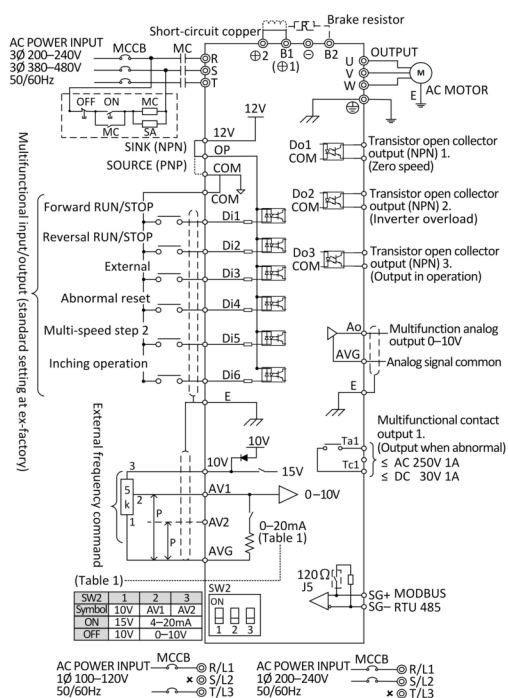 Short-circuit copper
R
Brake resistor
⊕2 B1 ⊖ B2
(⊕1)
AC POWER INPUT
3Ø 200–240V
3Ø 380–480V
50/60Hz
MCCB
MC
R
S
T
OUTPUT
U
V
W
M
E
AC MOTOR
OFF ON MC
MC SA
SINK (NPN)
SOURCE (PNP)
12V
12V
OP
COM
COM
Multifunctional input/output (standard setting at ex-factory)
Forward RUN/STOP
Di1
Reversal RUN/STOP
Di2
External
Di3
Abnormal reset
Di4
Multi-speed step 2
Di5
Inching operation
Di6
E
Do1
COM
Transistor open collector
output (NPN) 1.
(Zero speed)
Do2
COM
Transistor open collector
output (NPN) 2.
(Inverter overload)
Do3
COM
Transistor open collector
output (NPN) 3.
(Output in operation)
Ao
Multifunction analog
output 0–10V
AVG
Analog signal common
E
Multifunctional contact
output 1.
(Output when abnormal)
≤ AC 250V 1A
≤ DC 30V 1A
Ta1
Tc1
External frequency command
10V
10V
15V
3
5
k
2
1
P
P
AV1
0–10V
AV2
0–20mA
(Table 1)
AVG
(Table 1)
SW2 1 2 3
Symbol 10V AV1 AV2
ON 15V 4–20mA
OFF 10V 0–10V
SW2
ON
1 2 3
120Ω
J5
SG+ MODBUS
SG− RTU 485
AC POWER INPUT
1Ø 100–120V
50/60Hz
MCCB
R/L1
× S/L2
T/L3
AC POWER INPUT
1Ø 200–240V
50/60Hz
MCCB
R/L1
S/L2
× T/L3